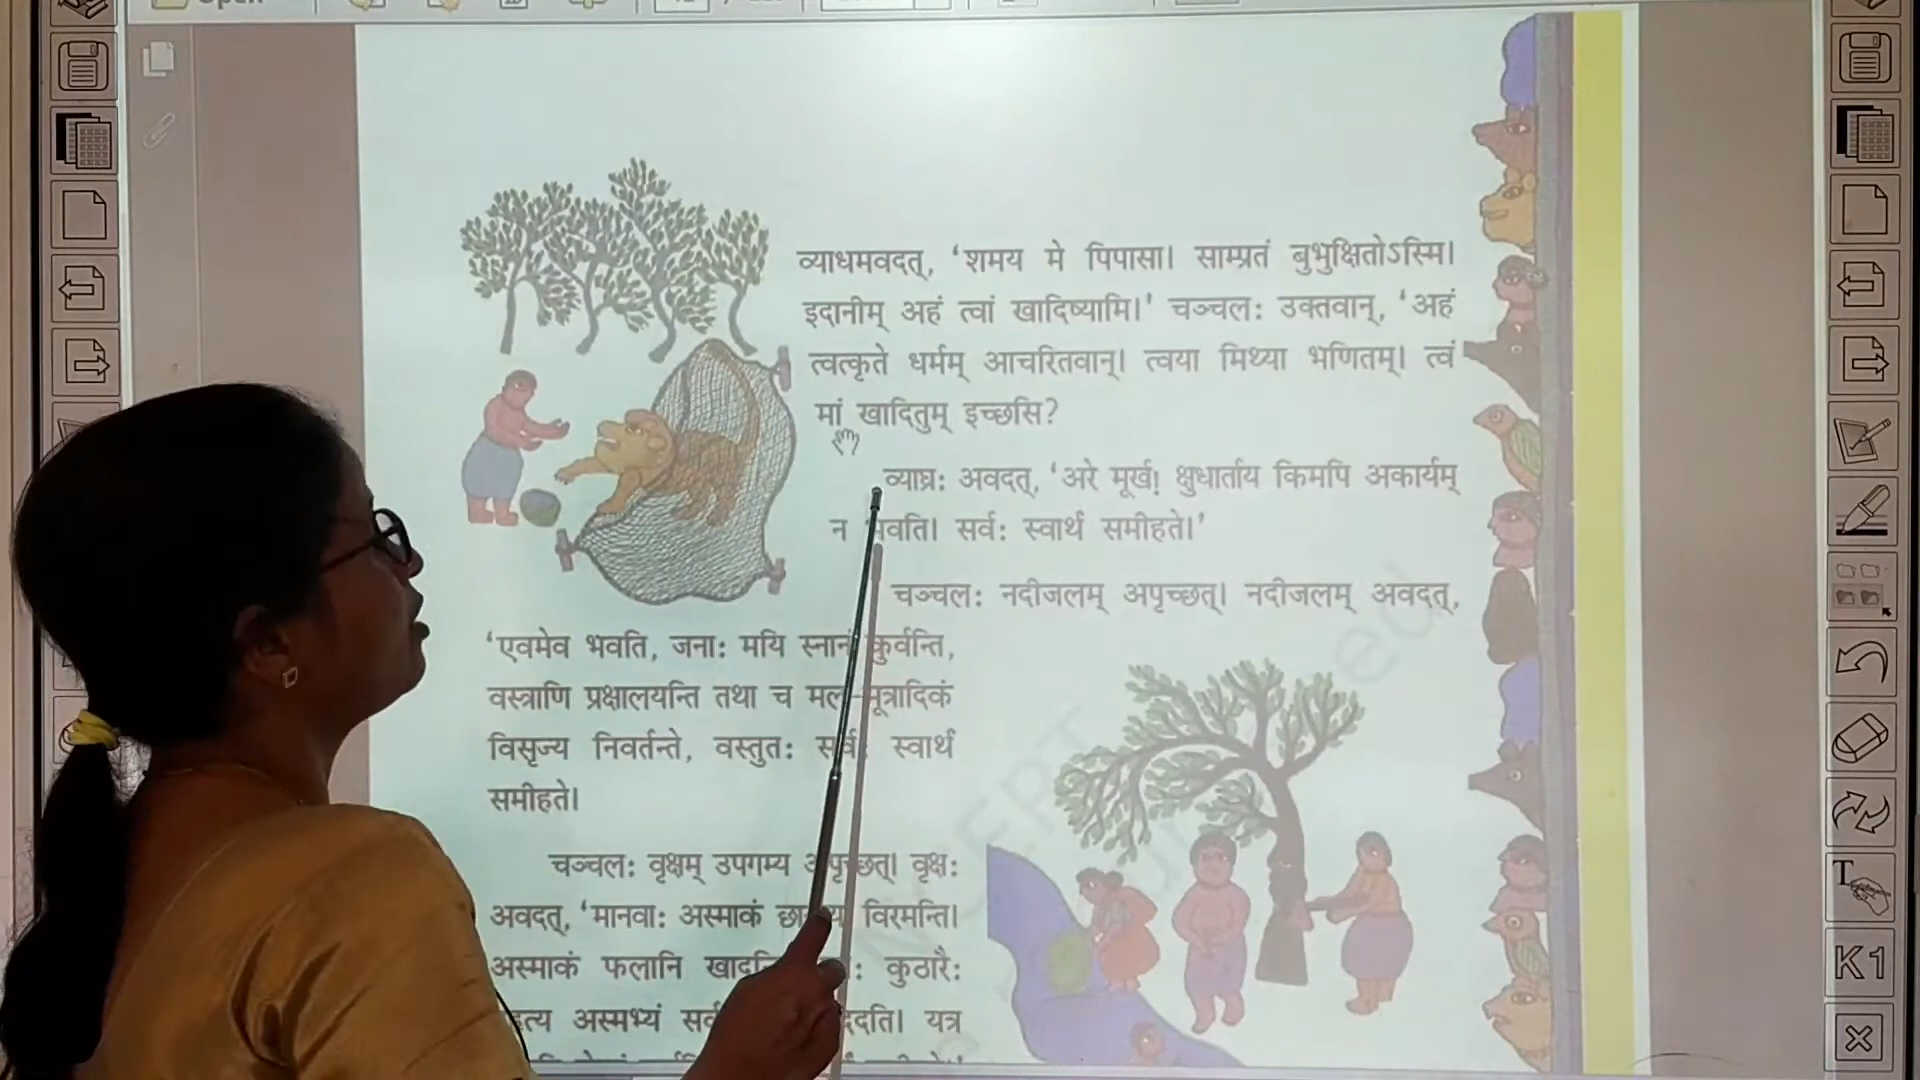 व्याधमवदत्, 'शमय मे पिपासा। साम्प्रतं बुभुक्षितोऽस्मि।
इदानीम् अहं त्वां खादिष्यामि।' चञ्चलः उक्तवान्, 'अहं
त्वत्कृते धर्मम् आचरितवान्। त्वया मिथ्या भणितम्। त्वं
मां खादितुम् इच्छसि?
व्याघ्रः अवदत्, 'अरे मूर्ख! क्षुधार्ताय किमपि अकार्यम्
न भवति। सर्वः स्वार्थं समीहते।'
चञ्चलः नदीजलम् अपृच्छत्। नदीजलम् अवदत्,
'एवमेव भवति, जनाः मयि स्नानं कुर्वन्ति,
वस्त्राणि प्रक्षालयन्ति तथा च मल-मूत्रादिकं
विसृज्य निवर्तन्ते, वस्तुतः सर्वः स्वार्थं
समीहते।
चञ्चलः वृक्षम् उपगम्य अपृच्छत्। वृक्षः
अवदत्, 'मानवाः अस्माकं विरमन्ति।
अस्माकं फलानि कुठारैः
अस्मभ्यं यत्र
K1